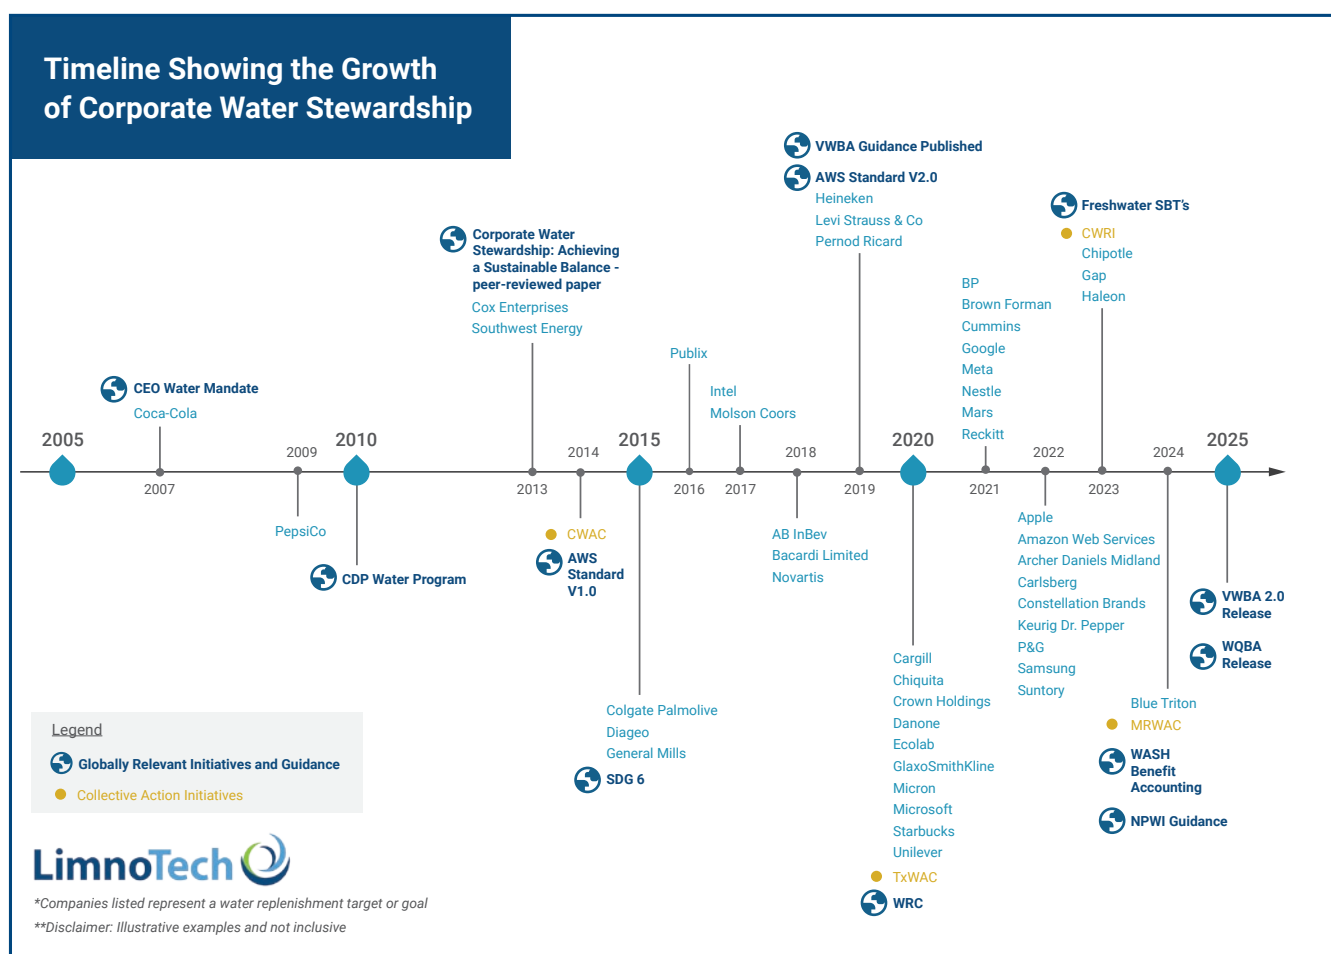 Timeline Showing the Growth
of Corporate Water Stewardship
VWBA Guidance Published
AWS Standard V2.0
Heineken
Levi Strauss & Co
Pernod Ricard
Freshwater SBT's
CWRI
Chipotle
Gap
Haleon
Corporate Water
Stewardship: Achieving
a Sustainable Balance -
peer-reviewed paper
Cox Enterprises
Southwest Energy
BP
Brown Forman
Cummins
Google
Meta
Nestle
Mars
Reckitt
Publix
Intel
Molson Coors
CEO Water Mandate
Coca-Cola
2005
2007
2009
2010
2013
2014
2015
2016
2017
2018
2019
2020
2021
2022
2023
2024
2025
PepsiCo
CDP Water Program
CWAC
AWS
Standard
V1.0
Colgate Palmolive
Diageo
General Mills
SDG 6
AB InBev
Bacardi Limited
Novartis
Cargill
Chiquita
Crown Holdings
Danone
Ecolab
GlaxoSmithKline
Micron
Microsoft
Starbucks
Unilever
TxWAC
WRC
Apple
Amazon Web Services
Archer Daniels Midland
Carlsberg
Constellation Brands
Keurig Dr. Pepper
P&G
Samsung
Suntory
Blue Triton
MRWAC
WASH
Benefit
Accounting
NPWI Guidance
VWBA 2.0
Release
WQBA
Release
Legend
Globally Relevant Initiatives and Guidance
Collective Action Initiatives
LimnoTech
*Companies listed represent a water replenishment target or goal
**Disclaimer: Illustrative examples and not inclusive